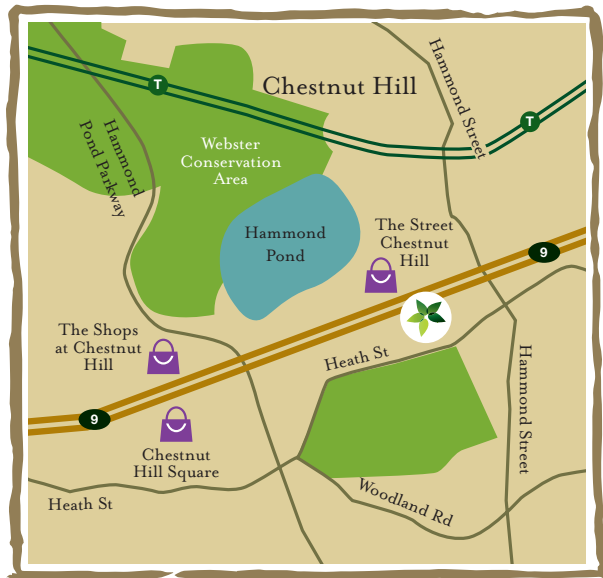 Chestnut Hill
T
T
Hammond Street
Hammond
Pond Parkway
Webster
Conservation
Area
Hammond
Pond
The Street
Chestnut
Hill
9
The Shops
at Chestnut
Hill
Heath St
Hammond Street
9
Chestnut
Hill Square
Heath St
Woodland Rd